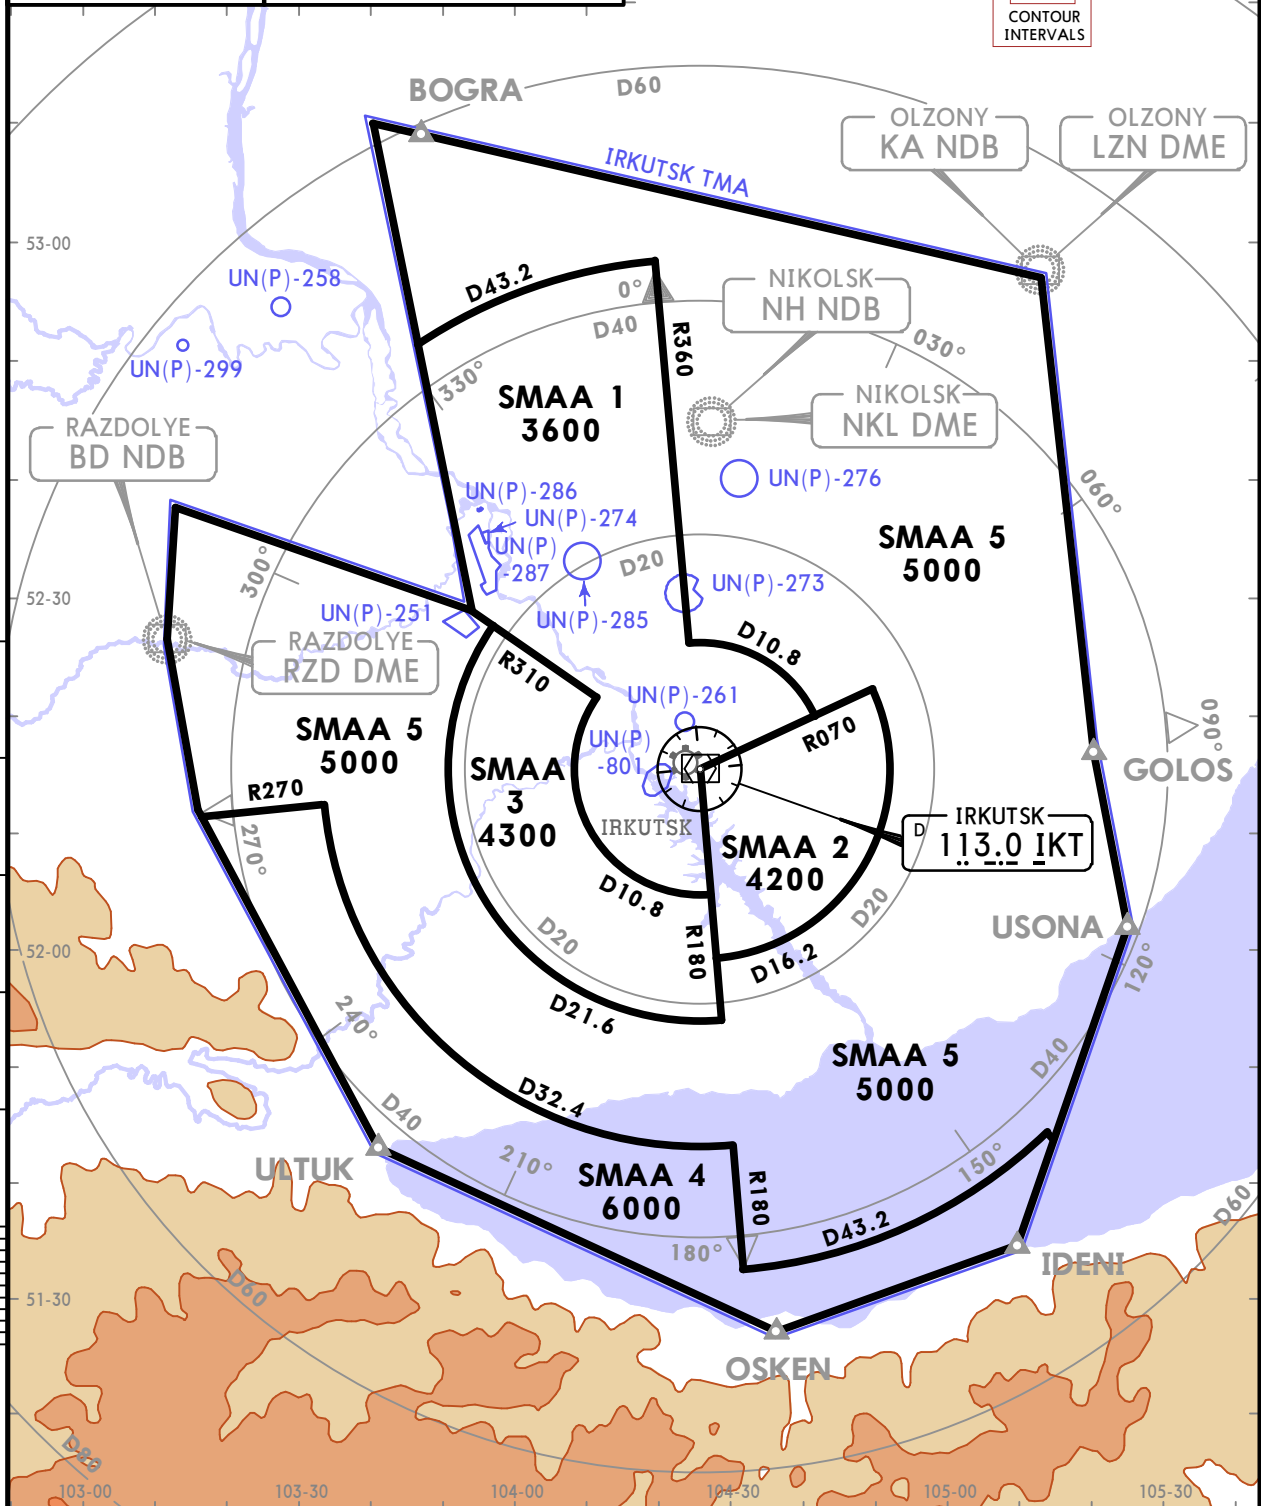 CONTOUR
INTERVALS
BOGRA
D60
OLZONY
KA NDB
OLZONY
LZN DME
IRKUTSK TMA
53-00
UN(P)-258
D43.2
0°
NIKOLSK
NH NDB
D40
R360
030°
UN(P)-299
330°
SMAA 1
3600
NIKOLSK
NKL DME
RAZDOLYE
BD NDB
UN(P)-276
060°
UN(P)-286
UN(P)-274
UN(P)
-287
SMAA 5
5000
300°
D20
UN(P)-273
52-30
UN(P)-251
UN(P)-285
D10.8
RAZDOLYE
RZD DME
R310
UN(P)-261
R070
090°
SMAA 5
5000
UN(P)
-801
SMAA
3
4300
GOLOS
R270
IRKUTSK
IRKUTSK
D
113.0 IKT
270°
SMAA 2
4200
D10.8
D20
USONA
R180
D20
52-00
D16.2
120°
D21.6
240°
SMAA 5
5000
D40
D32.4
D40
ULTUK
210°
SMAA 4
6000
150°
R180
D43.2
180°
D60
IDENI
D60
51-30
OSKEN
D80
103-00
103-30
104-00
104-30
105-00
105-30